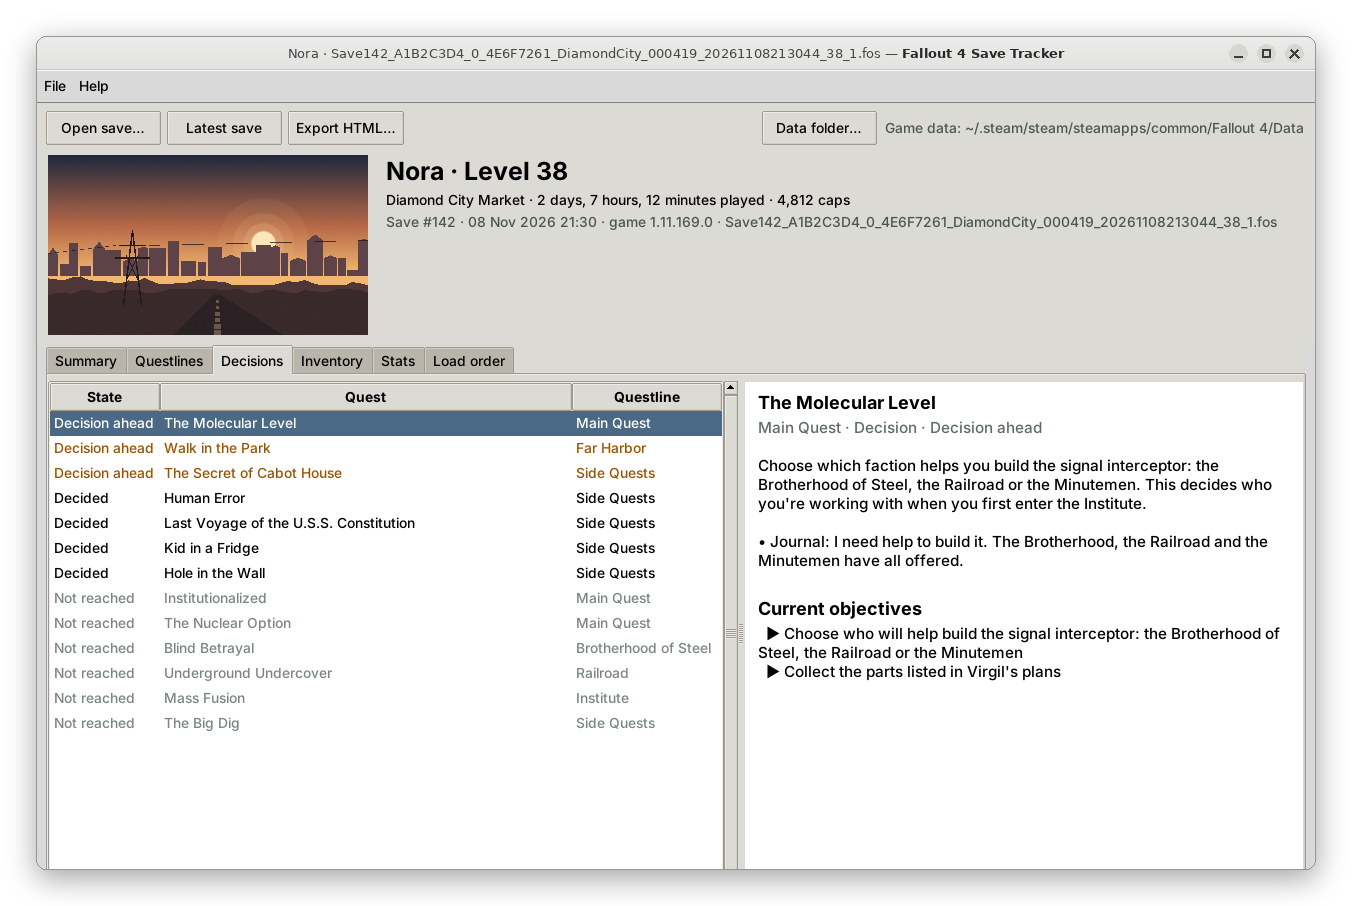 Nora · Save142_A1B2C3D4_0_4E6F7261_DiamondCity_000419_20261108213044_38_1.fos — Fallout 4 Save Tracker
File Help
Open save... Latest save Export HTML... Data folder... Game data: ~/.steam/steam/steamapps/common/Fallout 4/Data
Nora · Level 38
Diamond City Market · 2 days, 7 hours, 12 minutes played · 4,812 caps
Save #142 · 08 Nov 2026 21:30 · game 1.11.169.0 · Save142_A1B2C3D4_0_4E6F7261_DiamondCity_000419_20261108213044_38_1.fos
Summary Questlines Decisions Inventory Stats Load order
State Quest Questline
Decision ahead The Molecular Level Main Quest
Decision ahead Walk in the Park Far Harbor
Decision ahead The Secret of Cabot House Side Quests
Decided Human Error Side Quests
Decided Last Voyage of the U.S.S. Constitution Side Quests
Decided Kid in a Fridge Side Quests
Decided Hole in the Wall Side Quests
Not reached Institutionalized Main Quest
Not reached The Nuclear Option Main Quest
Not reached Blind Betrayal Brotherhood of Steel
Not reached Underground Undercover Railroad
Not reached Mass Fusion Institute
Not reached The Big Dig Side Quests
The Molecular Level
Main Quest · Decision · Decision ahead
Choose which faction helps you build the signal interceptor: the
Brotherhood of Steel, the Railroad or the Minutemen. This decides who
you're working with when you first enter the Institute.
• Journal: I need help to build it. The Brotherhood, the Railroad and the
Minutemen have all offered.
Current objectives
▶ Choose who will help build the signal interceptor: the Brotherhood of
Steel, the Railroad or the Minutemen
▶ Collect the parts listed in Virgil's plans